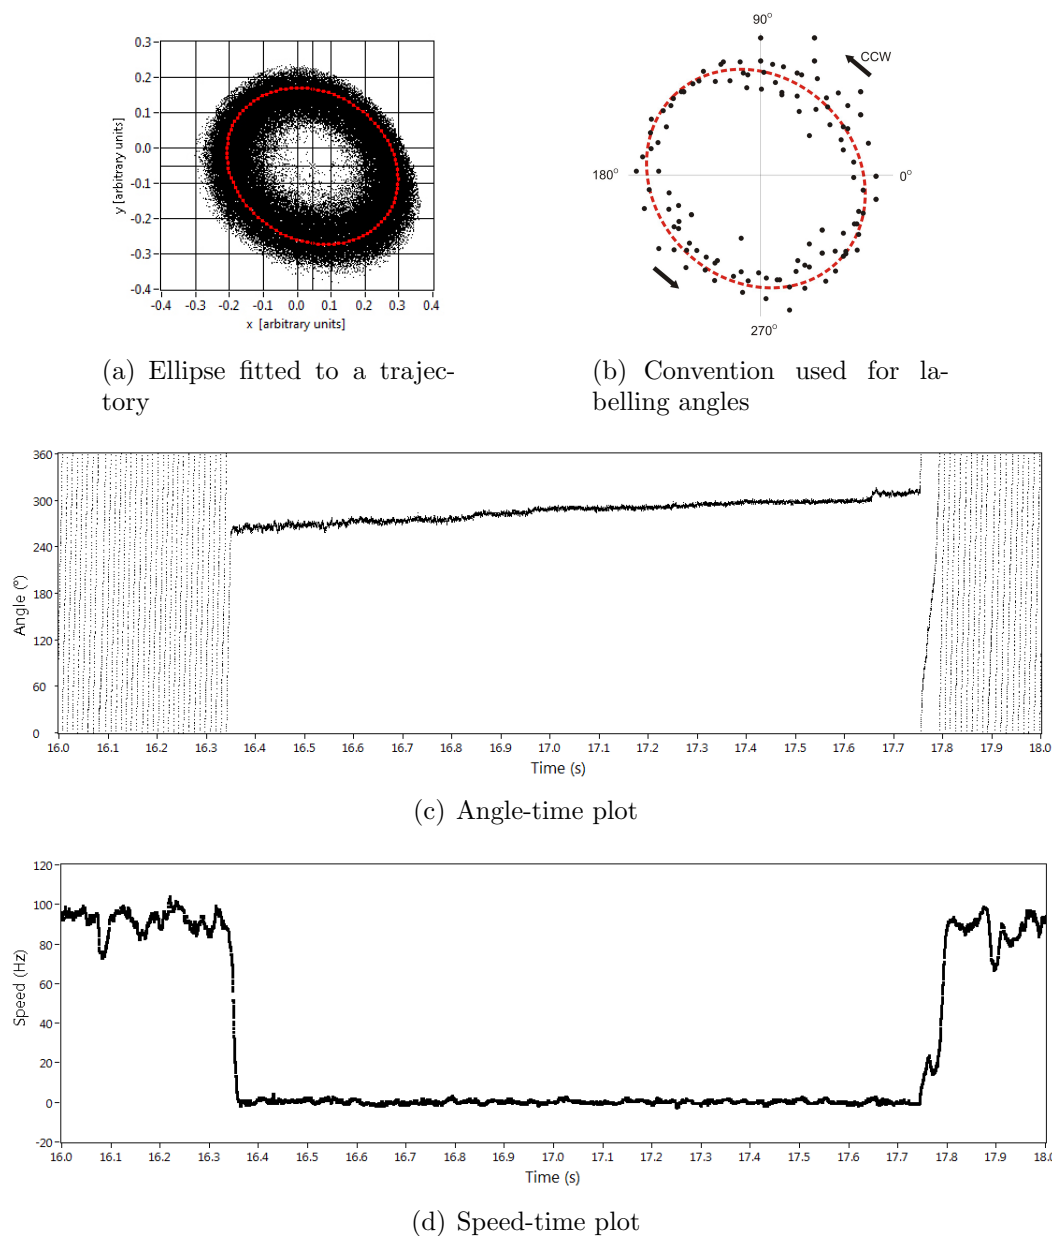 0.3
0.2
0.1
0.0
-0.1
-0.2
-0.3
-0.4
y [arbitrary units]
-0.4 -0.3 -0.2 -0.1 0.0 0.1 0.2 0.3 0.4
x [arbitrary units]
90°
CCW
180°
0°
270°
(a) Ellipse fitted to a trajec-
tory
(b) Convention used for la-
belling angles
360
300
240
180
120
60
0
Angle (°)
16.0 16.1 16.2 16.3 16.4 16.5 16.6 16.7 16.8 16.9 17.0 17.1 17.2 17.3 17.4 17.5 17.6 17.7 17.8 17.9 18.0
Time (s)
(c) Angle-time plot
120
100
80
60
40
20
0
-20
Speed (Hz)
16.0 16.1 16.2 16.3 16.4 16.5 16.6 16.7 16.8 16.9 17.0 17.1 17.2 17.3 17.4 17.5 17.6 17.7 17.8 17.9 18.0
Time (s)
(d) Speed-time plot